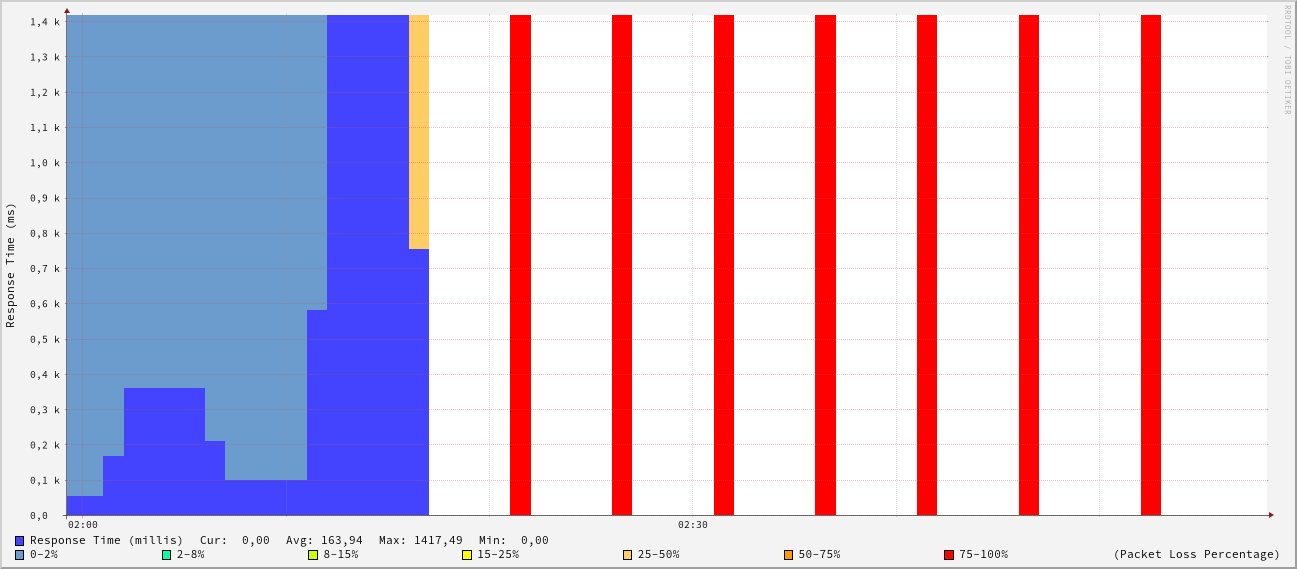 RRDTOOL / TOBI OETIKER
Response Time (ms)
1,4 k
1,3 k
1,2 k
1,1 k
1,0 k
0,9 k
0,8 k
0,7 k
0,6 k
0,5 k
0,4 k
0,3 k
0,2 k
0,1 k
0,0
02:00 02:30
Response Time (millis) Cur: 0,00 Avg: 163,94 Max: 1417,49 Min: 0,00
0-2% 2-8% 8-15% 15-25% 25-50% 50-75% 75-100% (Packet Loss Percentage)